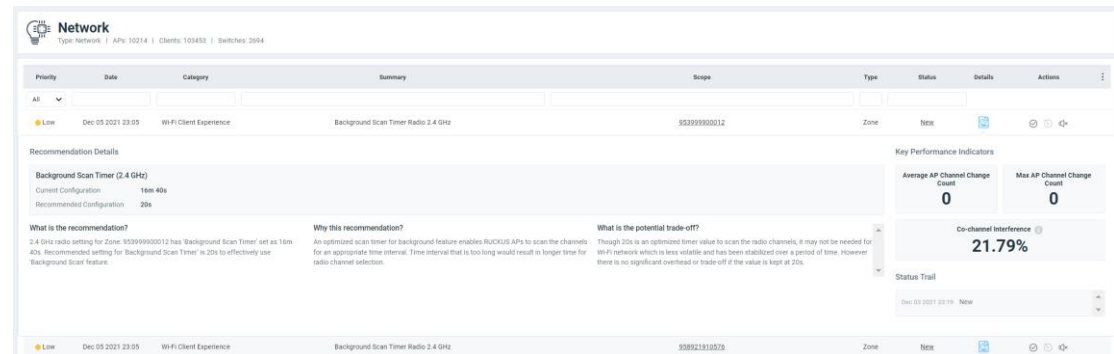 Network
Type: Network | APs: 10214 | Clients: 103453 | Switches: 2694
Priority Date Category Summary Scope Type Status Details Actions
All
Low Dec 05 2021 23:05 Wi-Fi Client Experience Background Scan Timer Radio 2.4 GHz 953999900012 Zone New
Recommendation Details
Background Scan Timer (2.4 GHz)
Current Configuration 16m 40s
Recommended Configuration 20s
What is the recommendation?
2.4 GHz radio setting for Zone: 953999900012 has 'Background Scan Timer' set as 16m
40s. Recommended setting for 'Background Scan Timer' is 20s to effectively use
'Background Scan' feature.
Why this recommendation?
An optimized scan timer for background feature enables RUCKUS APs to scan the channels
for an appropriate time interval. Time interval that is too long would result in longer time for
radio channel selection.
What is the potential trade-off?
Though 20s is an optimized timer value to scan the radio channels, it may not be needed for
Wi-Fi network which is less volatile and has been stabilized over a period of time. However
there is no significant overhead or trade-off if the value is kept at 20s.
Key Performance Indicators
Average AP Channel Change
Count
0
Max AP Channel Change
Count
0
Co-channel Interference
21.79%
Status Trail
Dec 03 2021 23:19 New
Low Dec 05 2021 23:05 Wi-Fi Client Experience Background Scan Timer Radio 2.4 GHz 958921910576 Zone New